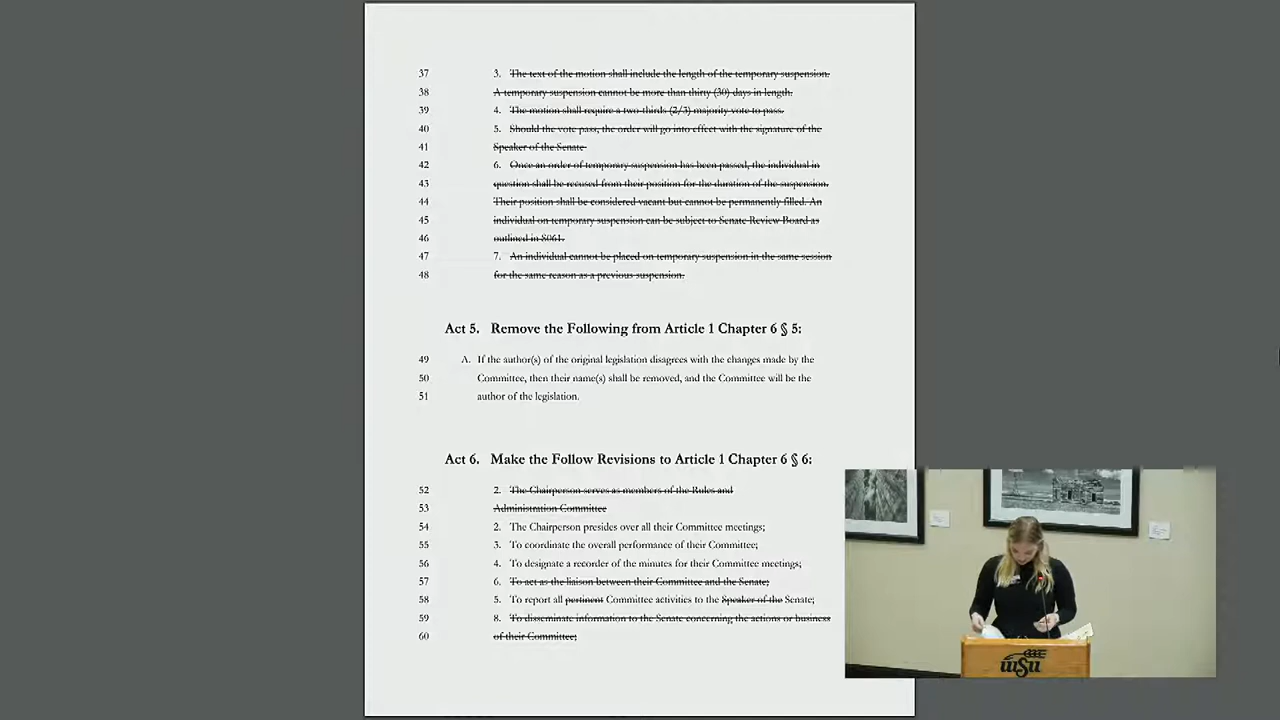 37 3. The text of the motion shall include the length of the temporary suspension.
38 A temporary suspension cannot be more than thirty (30) days in length.
39 4. The motion shall require a two-thirds (2/3) majority vote to pass.
40 5. Should the vote pass, the order will go into effect with the signature of the
41 Speaker of the Senate.
42 6. Once an order of temporary suspension has been passed, the individual in
43 question shall be recused from their position for the duration of the suspension.
44 Their position shall be considered vacant but cannot be permanently filled. An
45 individual on temporary suspension can be subject to Senate Review Board as
46 outlined in S061.
47 7. An individual cannot be placed on temporary suspension in the same session
48 for the same reason as a previous suspension.
Act 5. Remove the Following from Article 1 Chapter 6 § 5:
49 A. If the author(s) of the original legislation disagrees with the changes made by the
50 Committee, then their name(s) shall be removed, and the Committee will be the
51 author of the legislation.
Act 6. Make the Follow Revisions to Article 1 Chapter 6 § 6:
52 2. The Chairperson serves as members of the Rules and
53 Administration Committee
54 2. The Chairperson presides over all their Committee meetings;
55 3. To coordinate the overall performance of their Committee;
56 4. To designate a recorder of the minutes for their Committee meetings;
57 6. To act as the liaison between their Committee and the Senate;
58 5. To report all pertinent Committee activities to the Speaker of the Senate;
59 8. To disseminate information to the Senate concerning the actions or business
60 of their Committee;
WSU